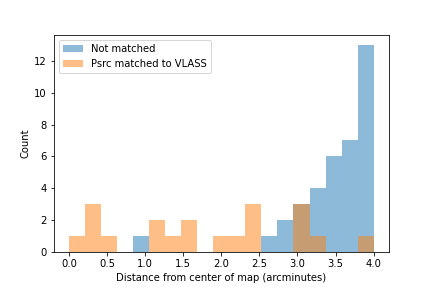 Not matched
Psrc matched to VLASS
12
10
8
6
4
2
0
Count
0.0 0.5 1.0 1.5 2.0 2.5 3.0 3.5 4.0
Distance from center of map (arcminutes)